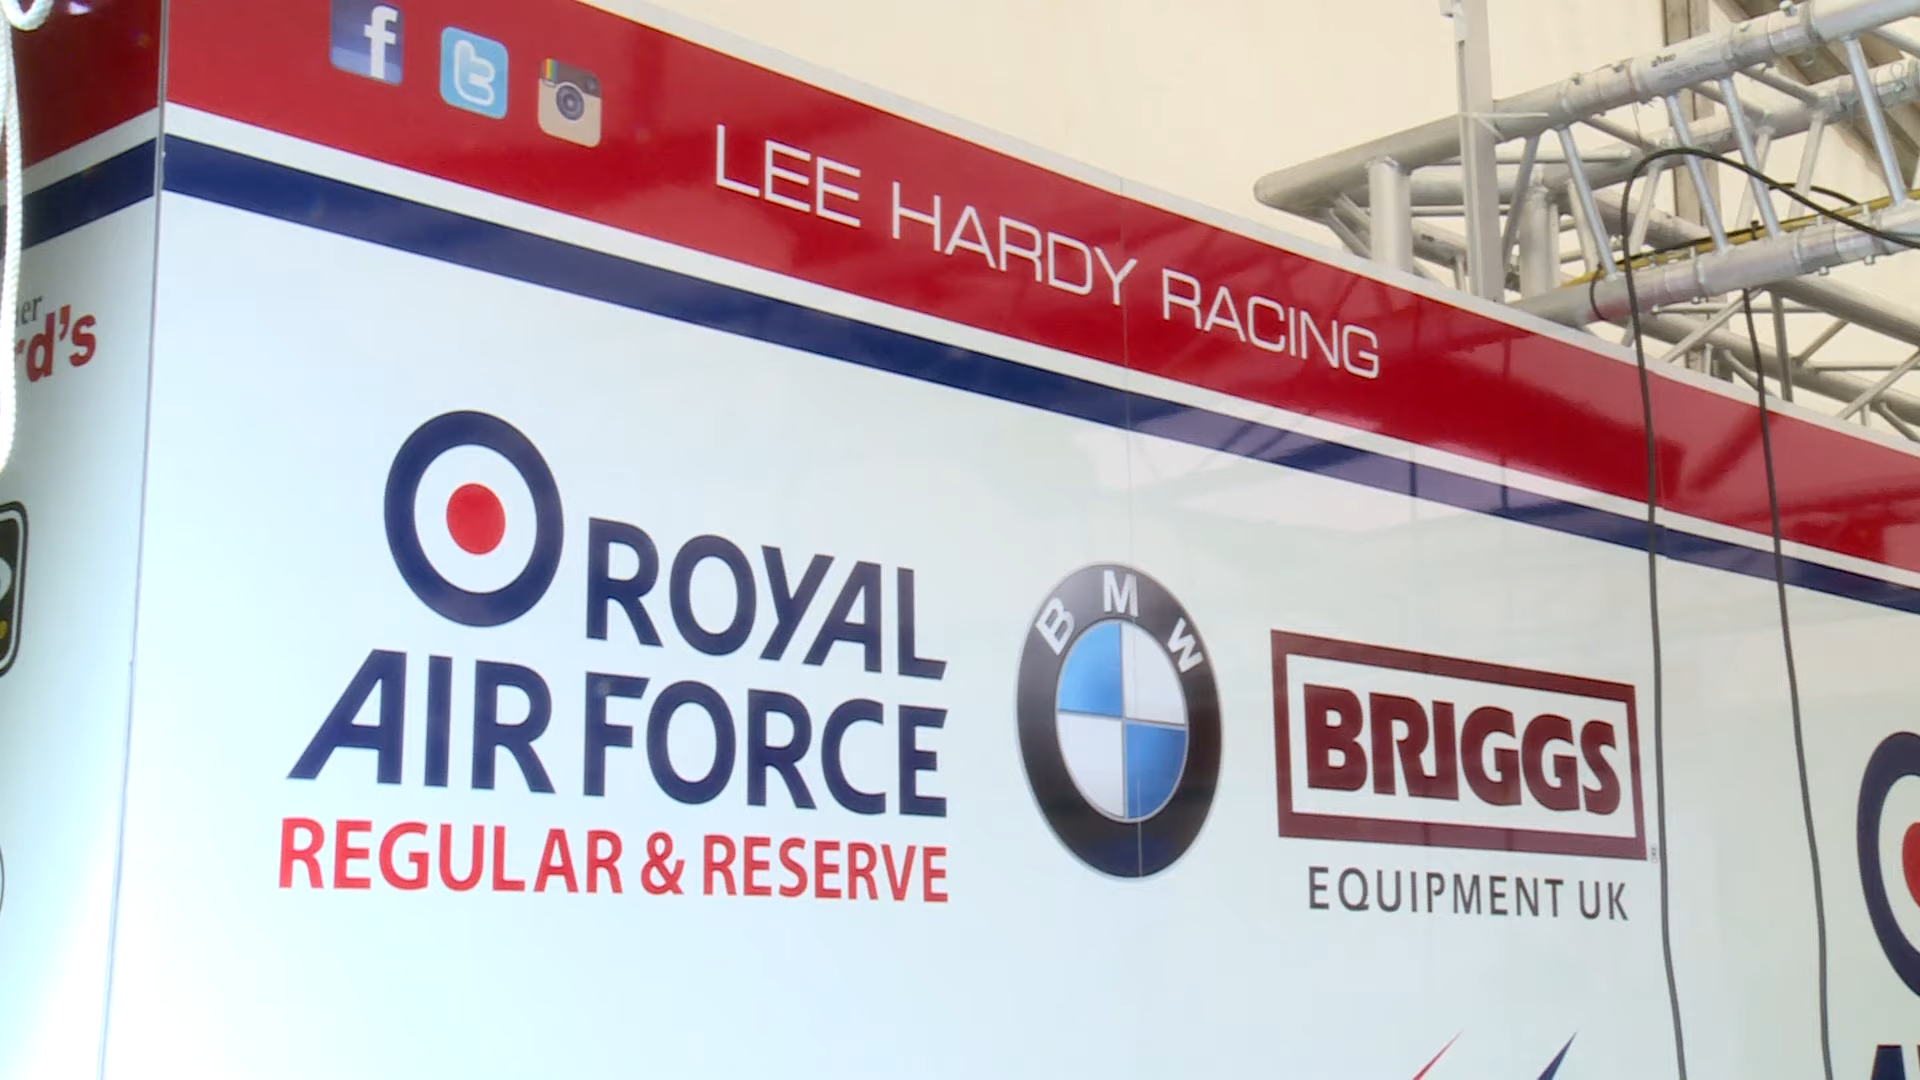 LEE HARDY RACING
d's
ROYAL
AIR FORCE
REGULAR & RESERVE
BMW
BRIGGS
EQUIPMENT UK